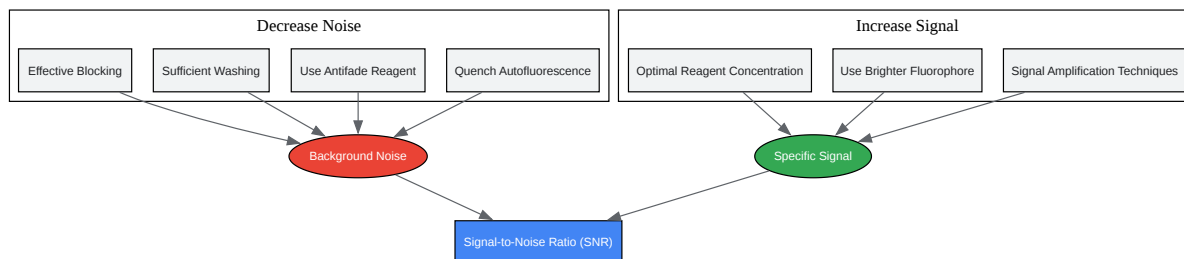 Decrease Noise
Increase Signal
Effective Blocking
Sufficient Washing
Use Antifade Reagent
Quench Autofluorescence
Optimal Reagent Concentration
Use Brighter Fluorophore
Signal Amplification Techniques
Background Noise
Specific Signal
Signal-to-Noise Ratio (SNR)